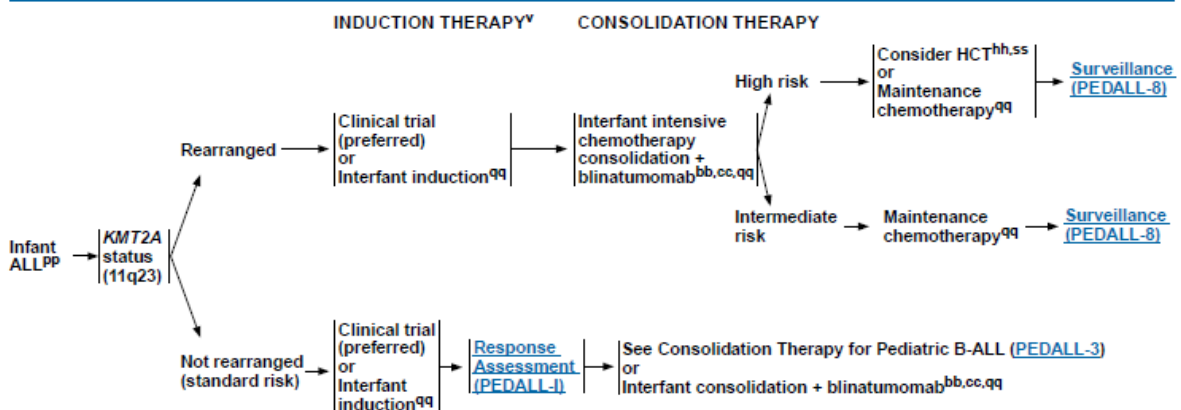 INDUCTION THERAPYv
CONSOLIDATION THERAPY
High risk
Consider HCThh,ss
or
Maintenance
chemotherapyqq
Surveillance
(PEDALL-8)
Rearranged
Clinical trial
(preferred)
or
Interfant inductionqq
Interfant intensive
chemotherapy
consolidation +
blinatumomabbb,cc,qq
Intermediate
risk
Maintenance
chemotherapyqq
Surveillance
(PEDALL-8)
Infant
ALLpp
KMT2A
status
(11q23)
Not rearranged
(standard risk)
Clinical trial
(preferred)
or
Interfant
inductionqq
Response
Assessment
(PEDALL-I)
See Consolidation Therapy for Pediatric B-ALL (PEDALL-3)
or
Interfant consolidation + blinatumomabbb,cc,qq